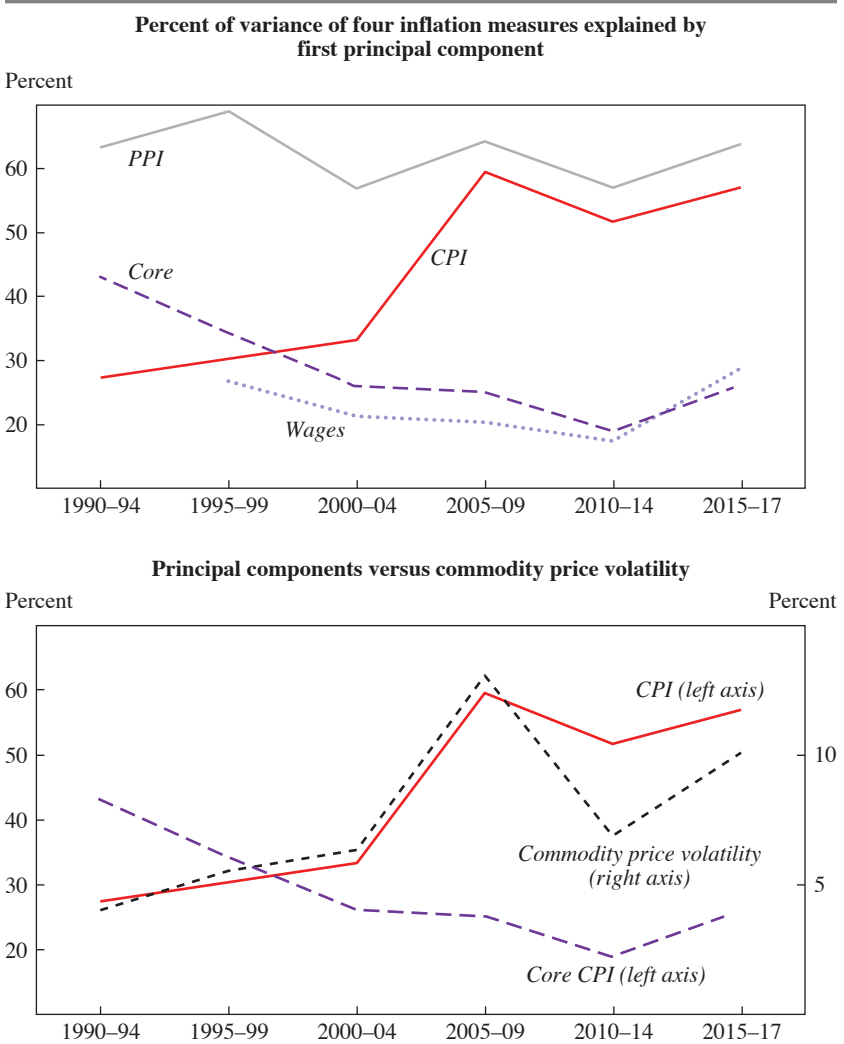 Percent of variance of four inflation measures explained by
first principal component
Percent
PPI
60
50
CPI
Core
40
30
20
Wages
1990–94 1995–99 2000–04 2005–09 2010–14 2015–17
Principal components versus commodity price volatility
Percent Percent
60
CPI (left axis)
50 10
40
Commodity price volatility
(right axis)
30 5
20
Core CPI (left axis)
1990–94 1995–99 2000–04 2005–09 2010–14 2015–17